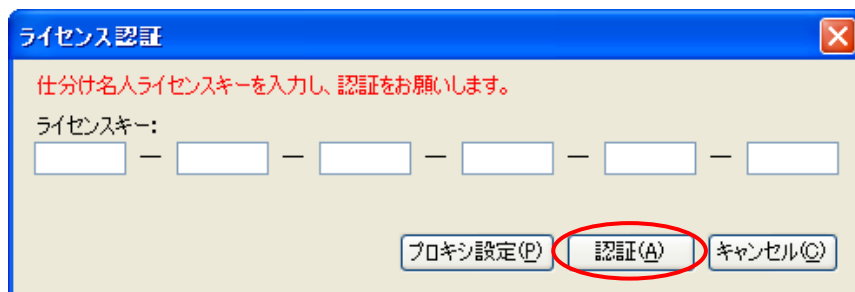 ライセンス認証
仕分け名人ライセンスキーを入力し、認証をお願いします。
ライセンスキー:
― ― ― ― ―
プロキシ設定(P) 認証(A) キャンセル(C)